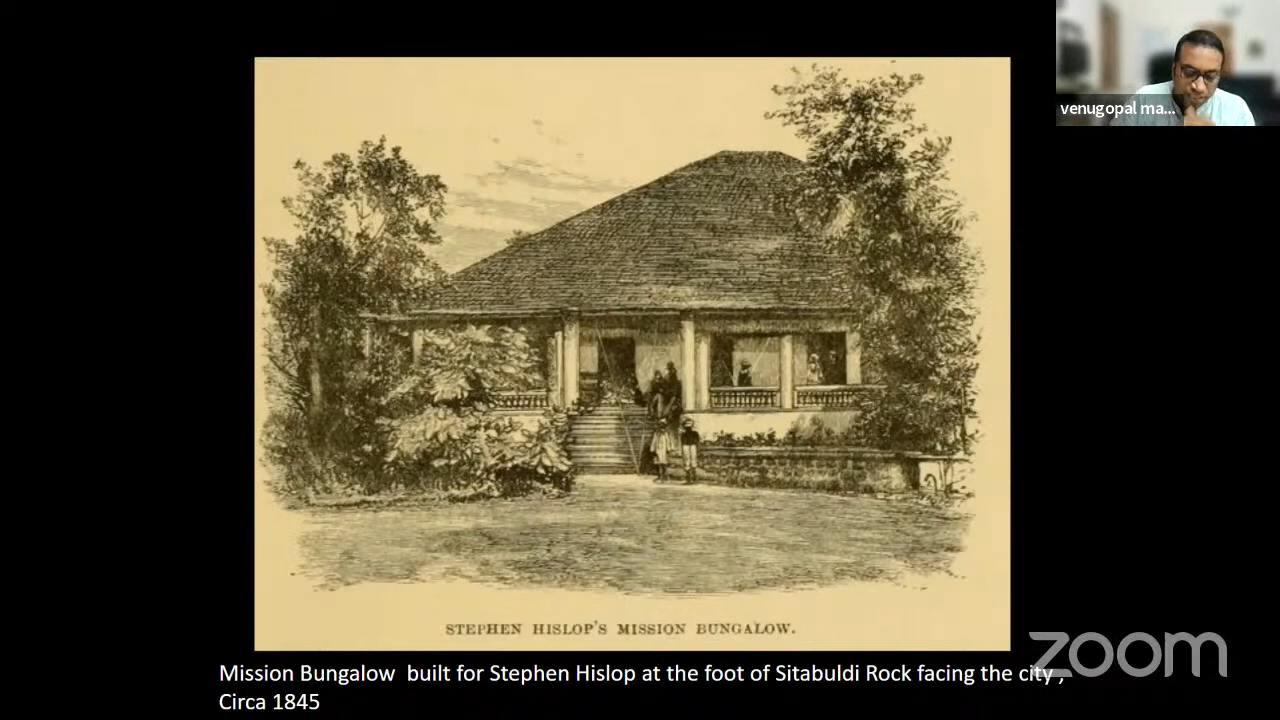 venugopal ma...
STEPHEN HISLOP'S MISSION BUNGALOW.
zoom
Mission Bungalow built for Stephen Hislop at the foot of Sitabuldi Rock facing the city ,
Circa 1845